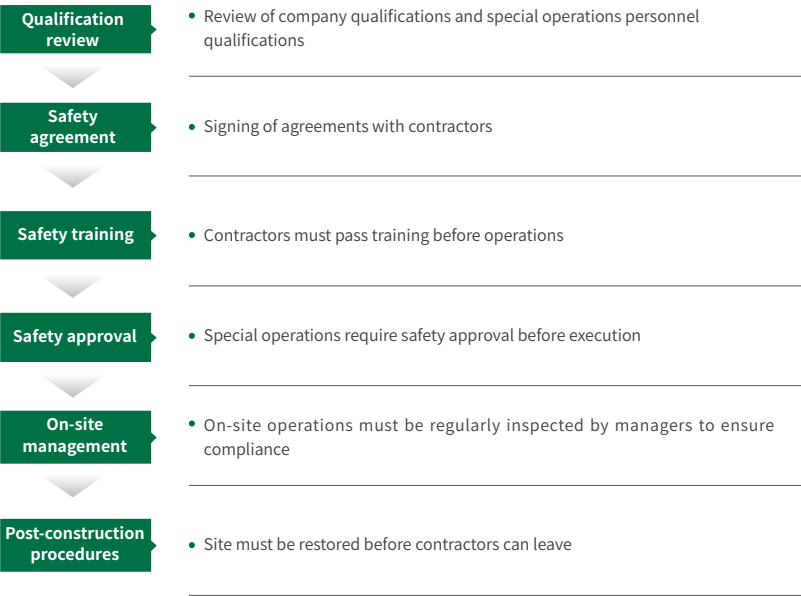 Qualification
review
• Review of company qualifications and special operations personnel
qualifications
Safety
agreement
• Signing of agreements with contractors
Safety training
• Contractors must pass training before operations
Safety approval
• Special operations require safety approval before execution
On-site
management
• On-site operations must be regularly inspected by managers to ensure
compliance
Post-construction
procedures
• Site must be restored before contractors can leave